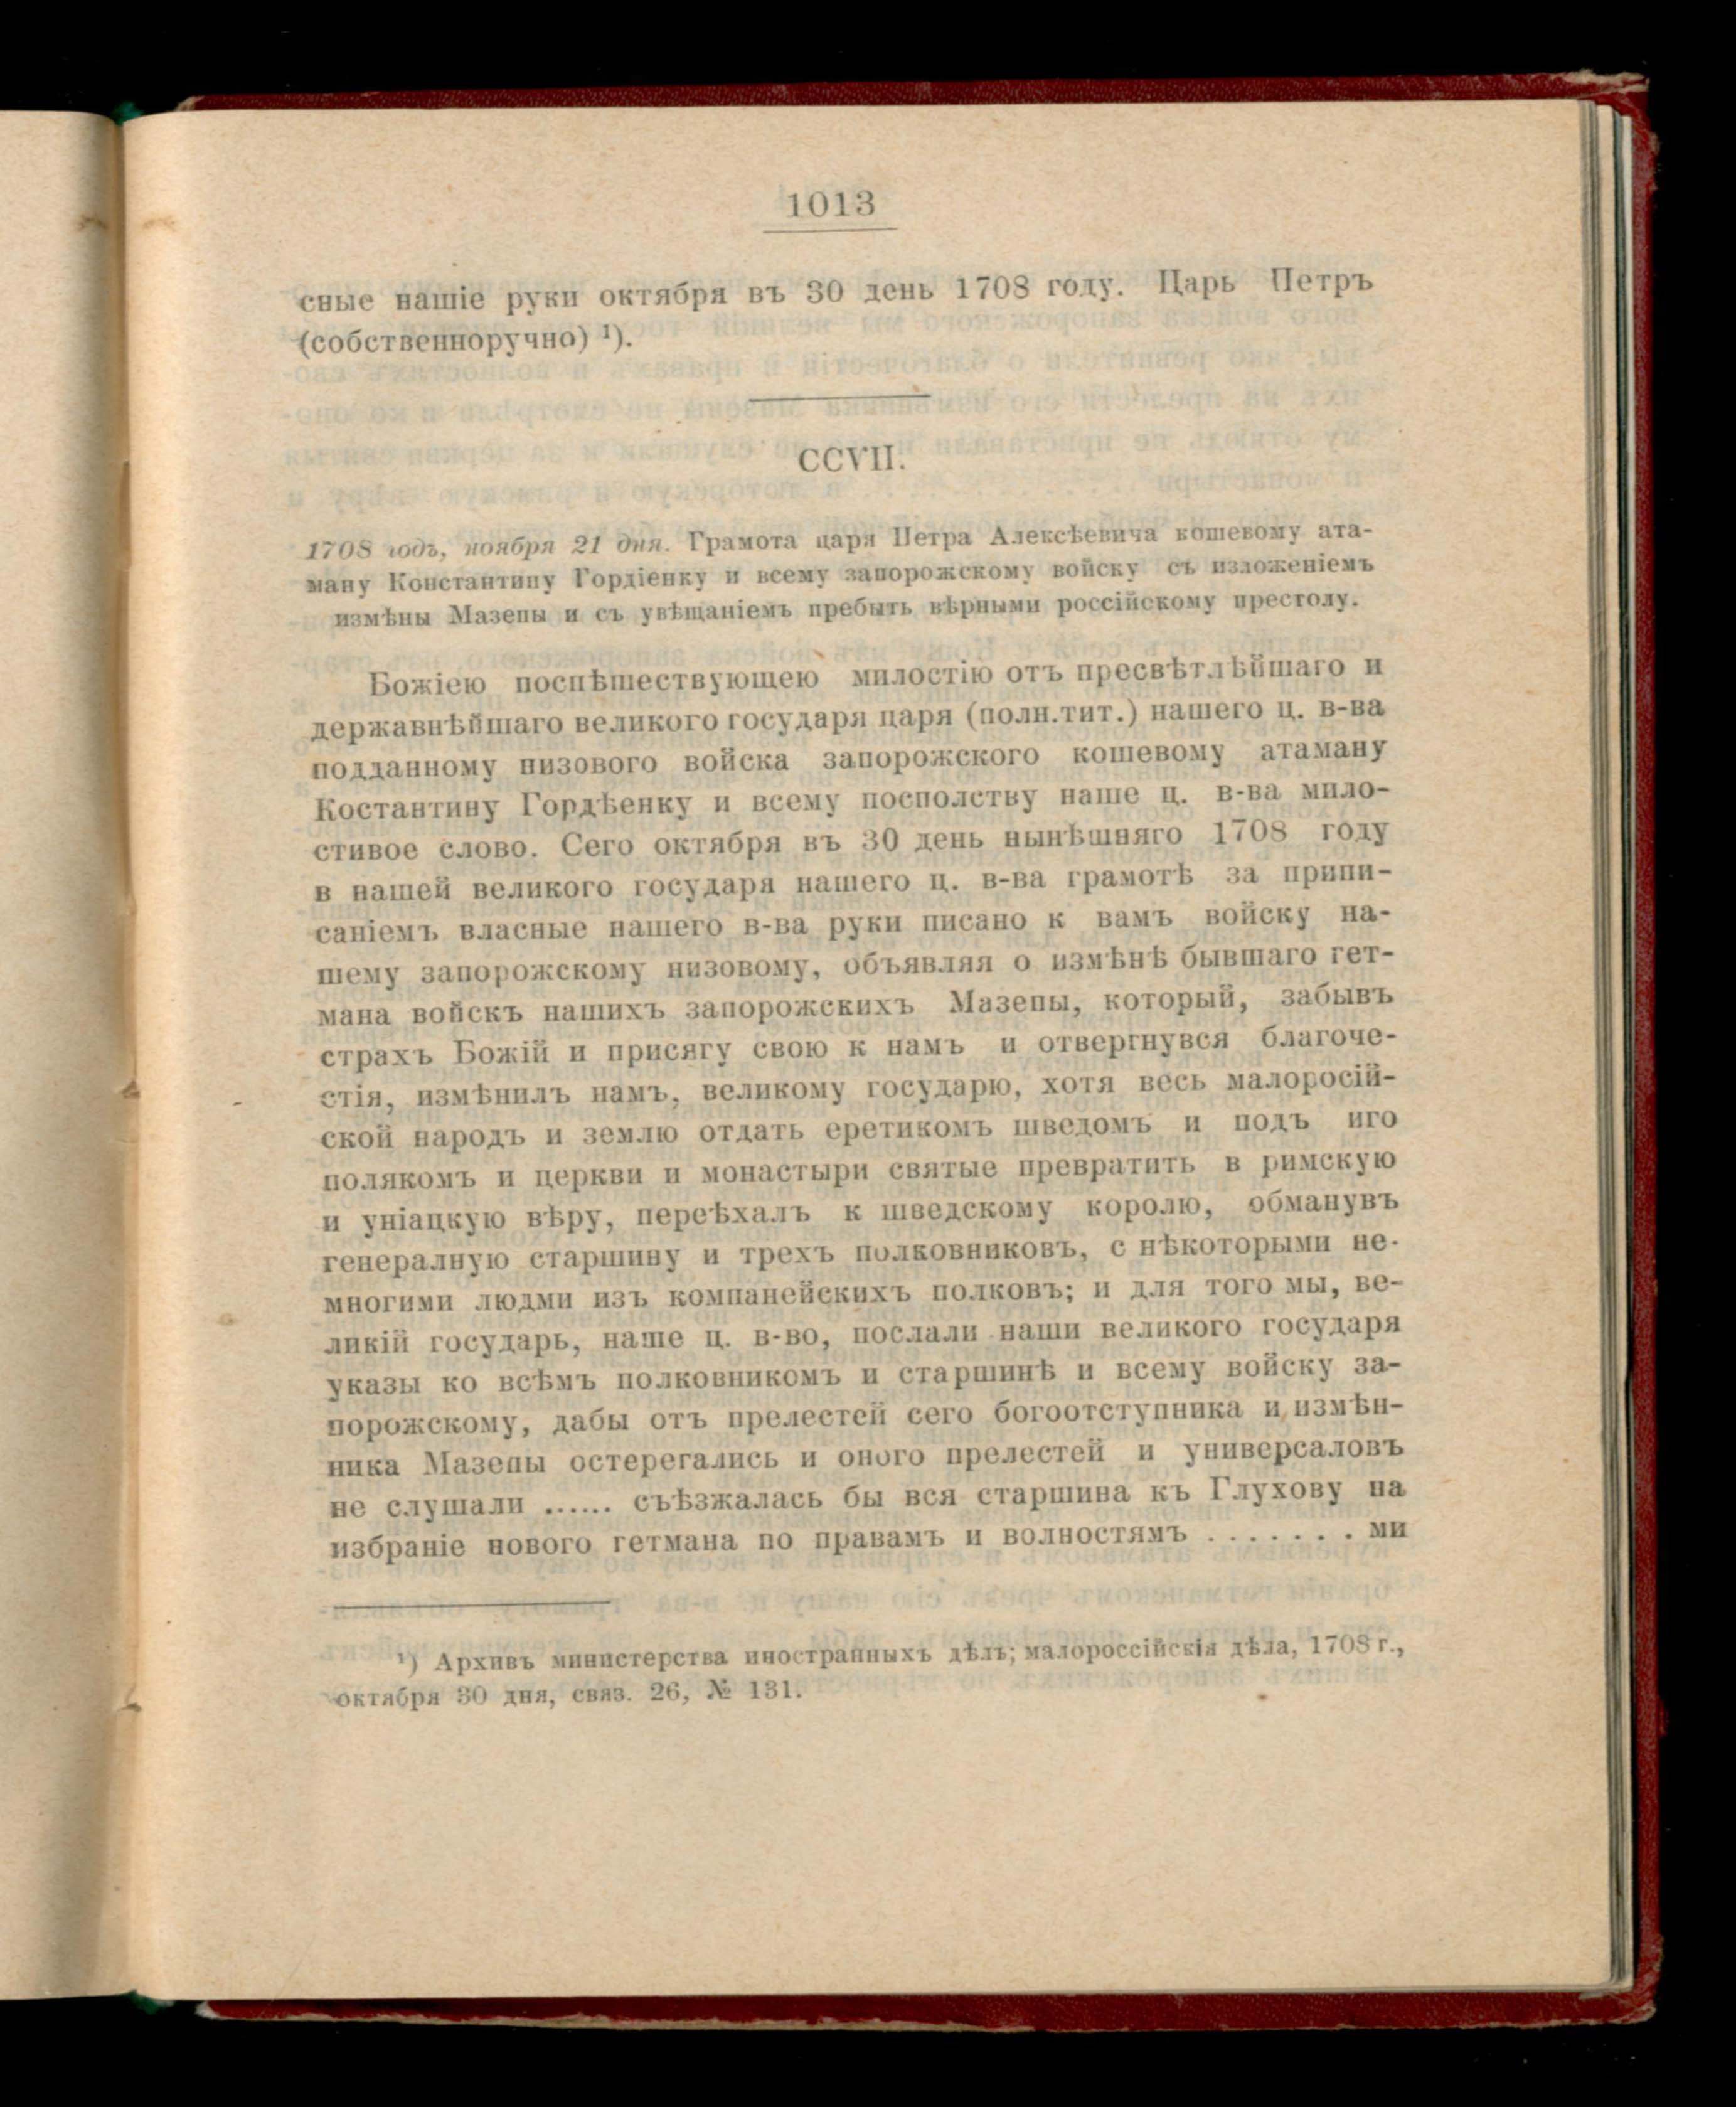 1013
сные нашіе руки октября въ 30 день 1708 году. Царь Петръ
(собственноручно) ¹).
CCVII.
1708 годъ, ноября 21 дня. Грамота царя Петра Алексѣевича кошевому ата-
ману Константину Гордіенку и всему запорожскому войску съ изложеніемъ
измѣны Мазепы и съ увѣщаніемъ пребыть вѣрными россійскому престолу.
Божіею поспѣшествующею милостію отъ пресвѣтлѣйшаго и
державнѣйшаго великого государя царя (полн.тит.) нашего ц. в-ва
подданному низового войска запорожского кошевому атаману
Костантину Гордѣенку и всему посполству наше ц. в-ва мило-
стивое слово. Сего октября въ 30 день нынѣшняго 1708 году
в нашей великого государя нашего ц. в-ва грамотѣ за припи-
саніемъ власные нашего в-ва руки писано к вамъ войску на-
шему запорожскому низовому, объявляя о измѣнѣ бывшаго гет-
мана войскъ нашихъ запорожскихъ Мазепы, который, забывъ
страхъ Божій и присягу свою к намъ и отвергнувся благоче-
стія, измѣнилъ намъ, великому государю, хотя весь малоросій-
ской народъ и землю отдать еретикомъ шведомъ и подъ иго
полякомъ и церкви и монастыри святые превратить в римскую
и уніацкую вѣру, переѣхалъ к шведскому королю, обманувъ
генералную старшину и трехъ полковниковъ, с нѣкоторыми не-
многими людми изъ компанейскихъ полковъ; и для того мы, ве-
ликій государь, наше ц. в-во, послали наши великого государя
указы ко всѣмъ полковникомъ и старшинѣ и всему войску за-
порожскому, дабы отъ прелестей сего богоотступника и измѣн-
ника Мазепы остерегались и оного прелестей и универсаловъ
не слушали ...... съѣзжалась бы вся старшина къ Глухову на
избраніе нового гетмана по правамъ и волностямъ . . . . . . . ми
¹) Архивъ министерства иностранныхъ дѣлъ; малороссійскія дѣла, 1708 г.,
октября 30 дня, связ. 26, № 131.